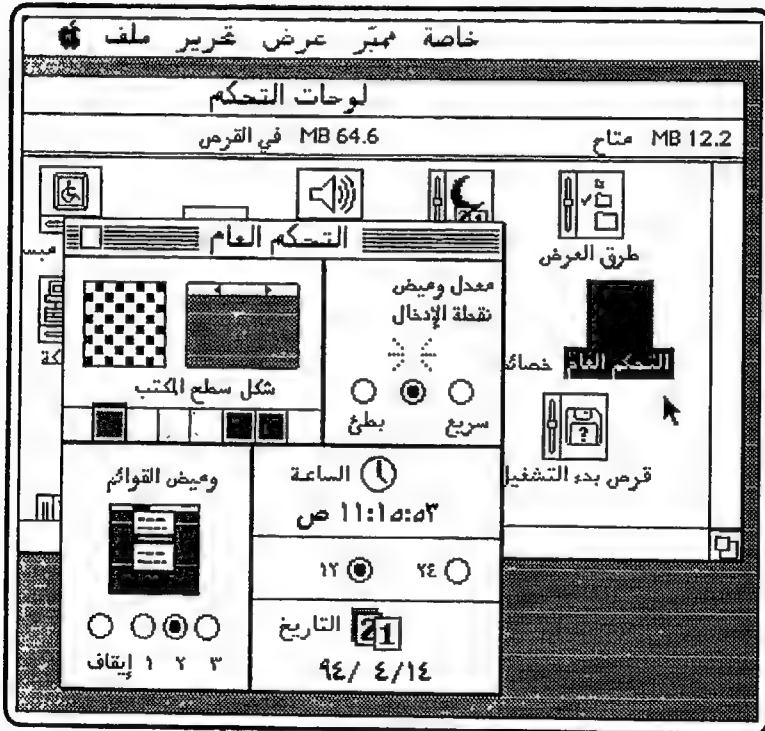 ملف تحرير عرض مميّز خاصة
لوحات التحكم
MB 12.2 متاح
MB 64.6 في القرص
طرق العرض
التحكم العام
خصائ
قرص بدء التشغيل
التحكم العام
معدل وميض
نقطة الإدخال
سريع بطئ
شكل سطح المكتب
الساعة
١١:١٥:٥٣ ص
٢٤ ١٢
التاريخ
21
٩٤/ ٤/١٤
وميض القوائم
٣ ٢ ١ إيقاف